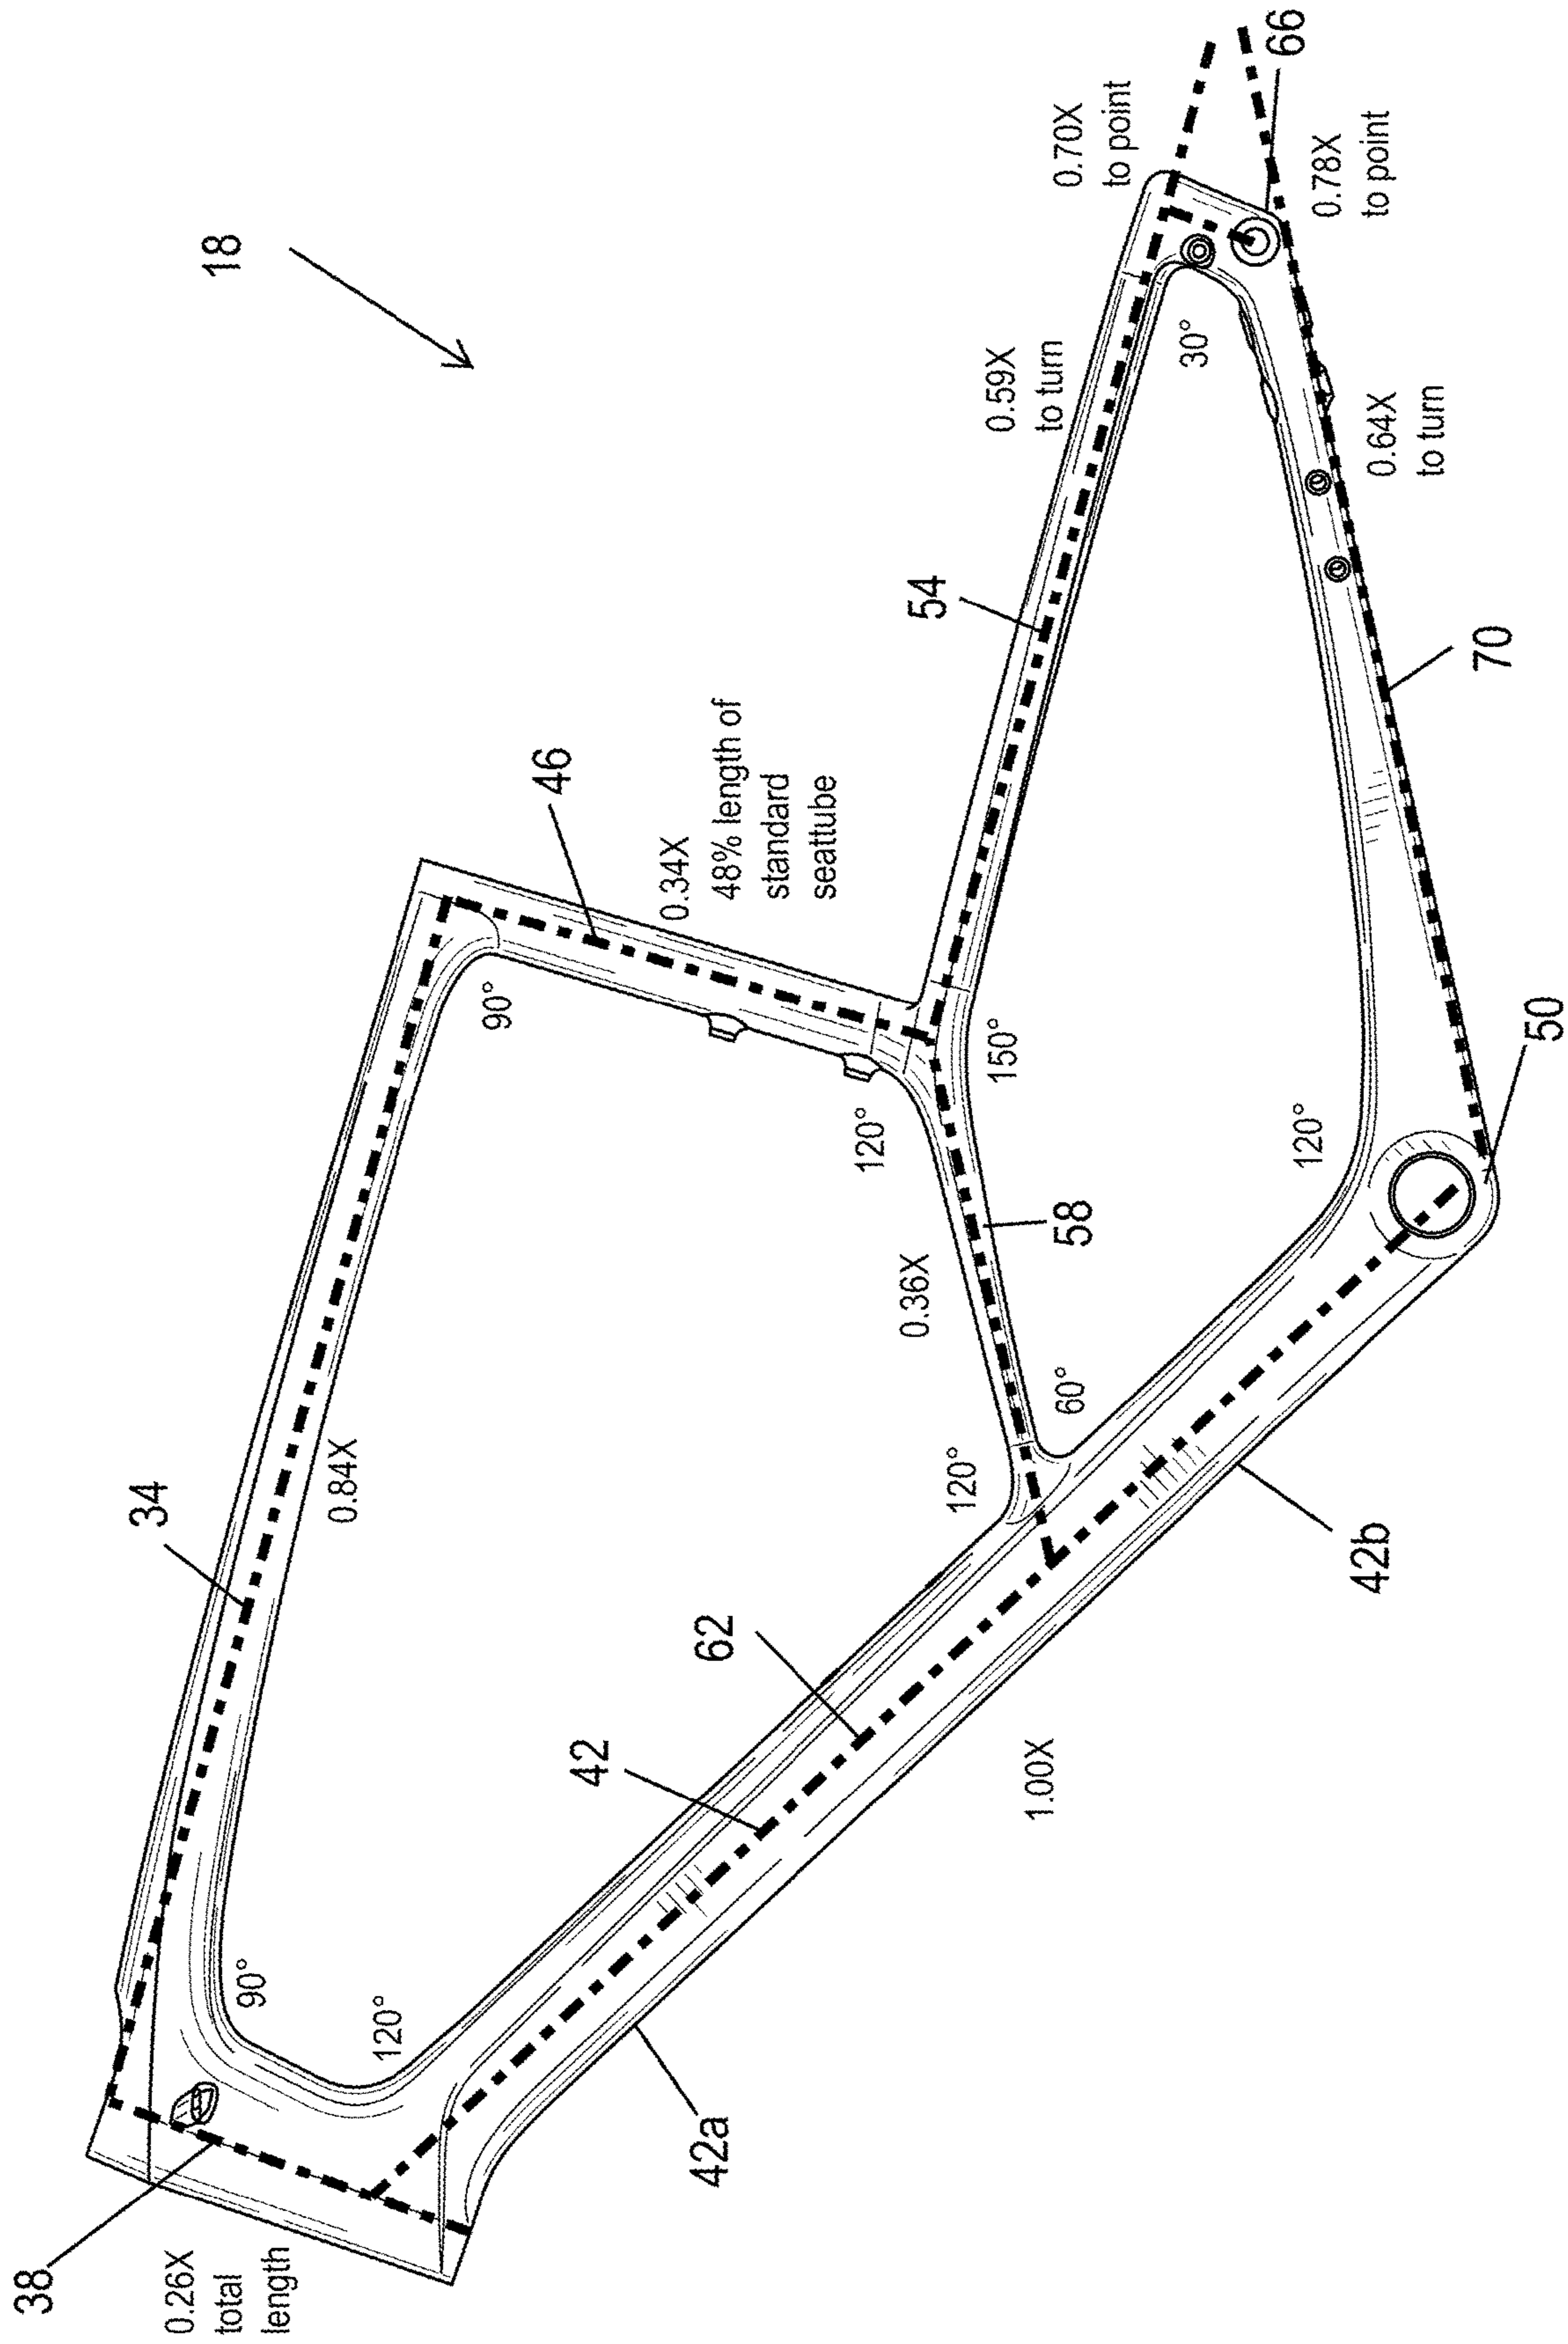 18
66
0.70X
to point
0.78X
to point
0.59X
to turn
30°
0.64X
to turn
54
70
46
0.34X
48% length of
standard
seattube
90°
150°
120°
120°
50
58
0.36X
60°
120°
34
0.84X
42b
62
42
1.00X
90°
120°
42a
38
0.26X
total
length